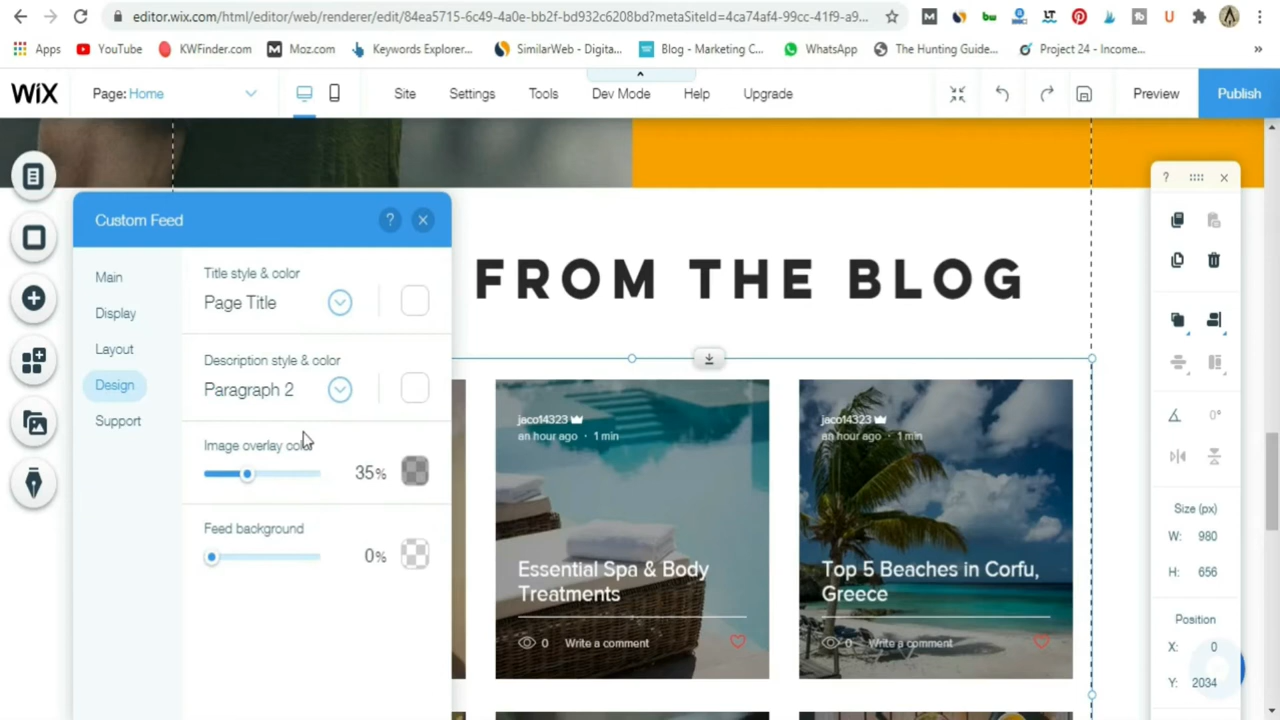 editor.wix.com/html/editor/web/renderer/edit/84ea5715-6c49-4a0e-bb2f-bd932c6208bd?metaSiteId=4ca74af4-99cc-41f9-a9...
Apps YouTube KWFinder.com Moz.com Keywords Explorer... SimilarWeb - Digita... Blog - Marketing C... WhatsApp The Hunting Guide... Project 24 - Income... »
WIX Page: Home Site Settings Tools Dev Mode Help Upgrade Preview Publish
Custom Feed ? ×
Main
Display
Layout
Design
Support
Title style & color
Page Title
Description style & color
Paragraph 2
Image overlay
35%
Feed background
0%
FROM THE BLOG
jaco14323
an hour ago · 1 min
Essential Spa & Body
Treatments
0 Write a comment
jaco14323
an hour ago · 1 min
Top 5 Beaches in Corfu,
Greece
0 Write a comment
? ×
0°
Size (px)
W: 980
H: 656
Position
X: 0
Y: 2034